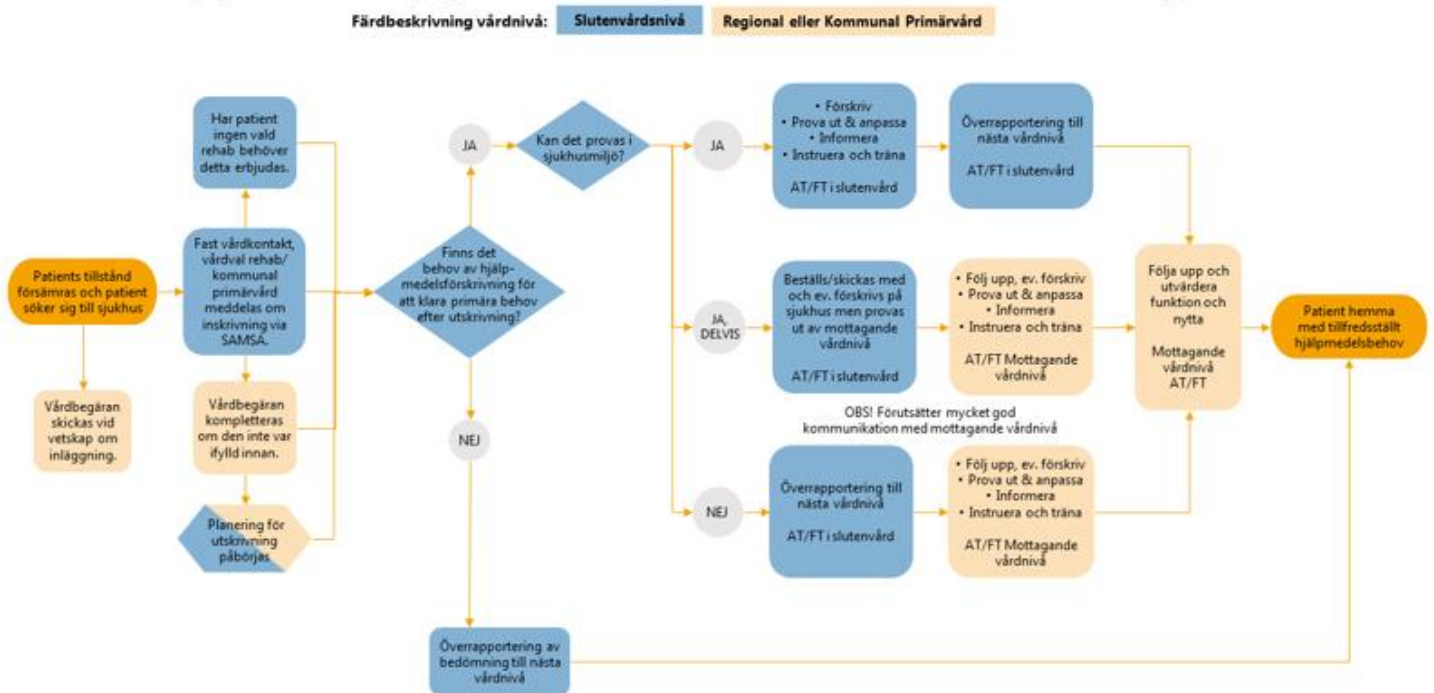 Färdbeskrivning vårdnivå:
Slutenvårdsnivå
Regional eller Kommunal Primärvård
Patients tillstånd
försämras och patient
söker sig till sjukhus
Vårdbegäran
skickas vid
vetskap om
inläggning.
Har patient
ingen vald
rehab behöver
detta erbjudas.
Fast vårdkontakt,
vårdval rehab/
kommunal
primärvård
meddelas om
inskrivning via
SAMSA.
Vårdbegäran
kompletteras
om den inte var
ifylld innan.
Planering för
utskrivning
påbörjas
Finns det
behov av hjälp-
medelsförskrivning för
att klara primära behov
efter utskrivning?
JA
Kan det provas i
sjukhusmiljö?
JA
• Förskriv
• Prova ut & anpassa
• Informera
• Instruera och träna
AT/FT i slutenvård
Överrapportering till
nästa vårdnivå
AT/FT i slutenvård
JA,
DELVIS
Beställs/skickas med
och ev. förskrivs på
sjukhus men provas
ut av mottagande
vårdnivå
AT/FT i slutenvård
• Följ upp, ev. förskriv
• Prova ut & anpassa
• Informera
• Instruera och träna
AT/FT Mottagande
vårdnivå
OBS! Förutsätter mycket god
kommunikation med mottagande vårdnivå
NEJ
Överrapportering till
nästa vårdnivå
AT/FT i slutenvård
• Följ upp, ev. förskriv
• Prova ut & anpassa
• Informera
• Instruera och träna
AT/FT Mottagande
vårdnivå
Följa upp och
utvärdera
funktion och
nytta
Mottagande
vårdnivå
AT/FT
Patient hemma
med tillfredsställt
hjälpmedelsbehov
NEJ
Överrapportering av
bedömning till nästa
vårdnivå